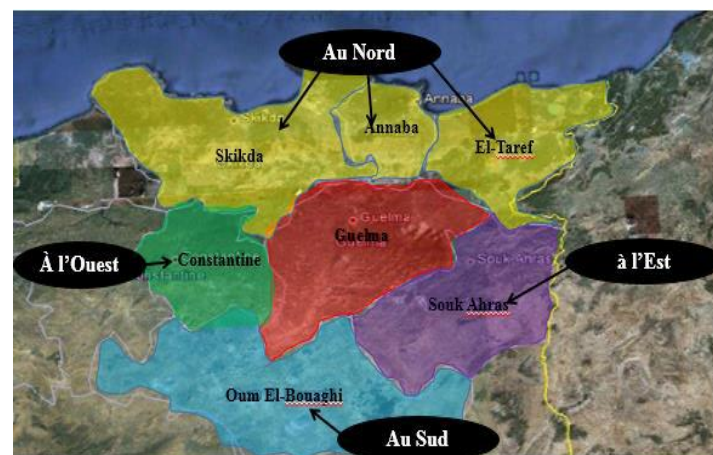 Au Nord
Skikda
Annaba
Annaba
Skikda
El-Taref
Guelma
Guelma
Guelma
À l’Ouest
Constantine
à l’Est
Souk Ahras
Souk Ahras
Oum El-Bouaghi
Au Sud